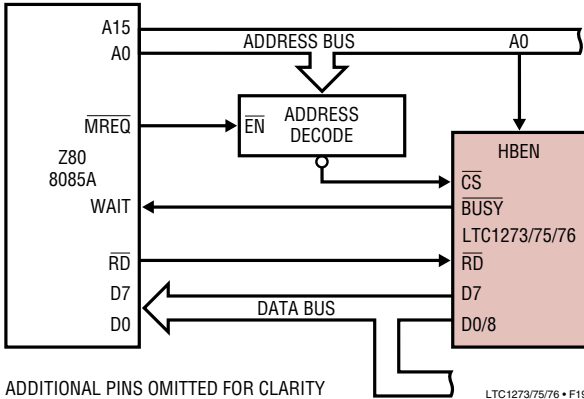 A15
A0
ADDRESS BUS
A0
MREQ
EN
ADDRESS
DECODE
HBEN
Z80
8085A
CS
WAIT
BUSY
LTC1273/75/76
RD
RD
D7
D7
D0
DATA BUS
D0/8
ADDITIONAL PINS OMITTED FOR CLARITY
LTC1273/75/76 • F19